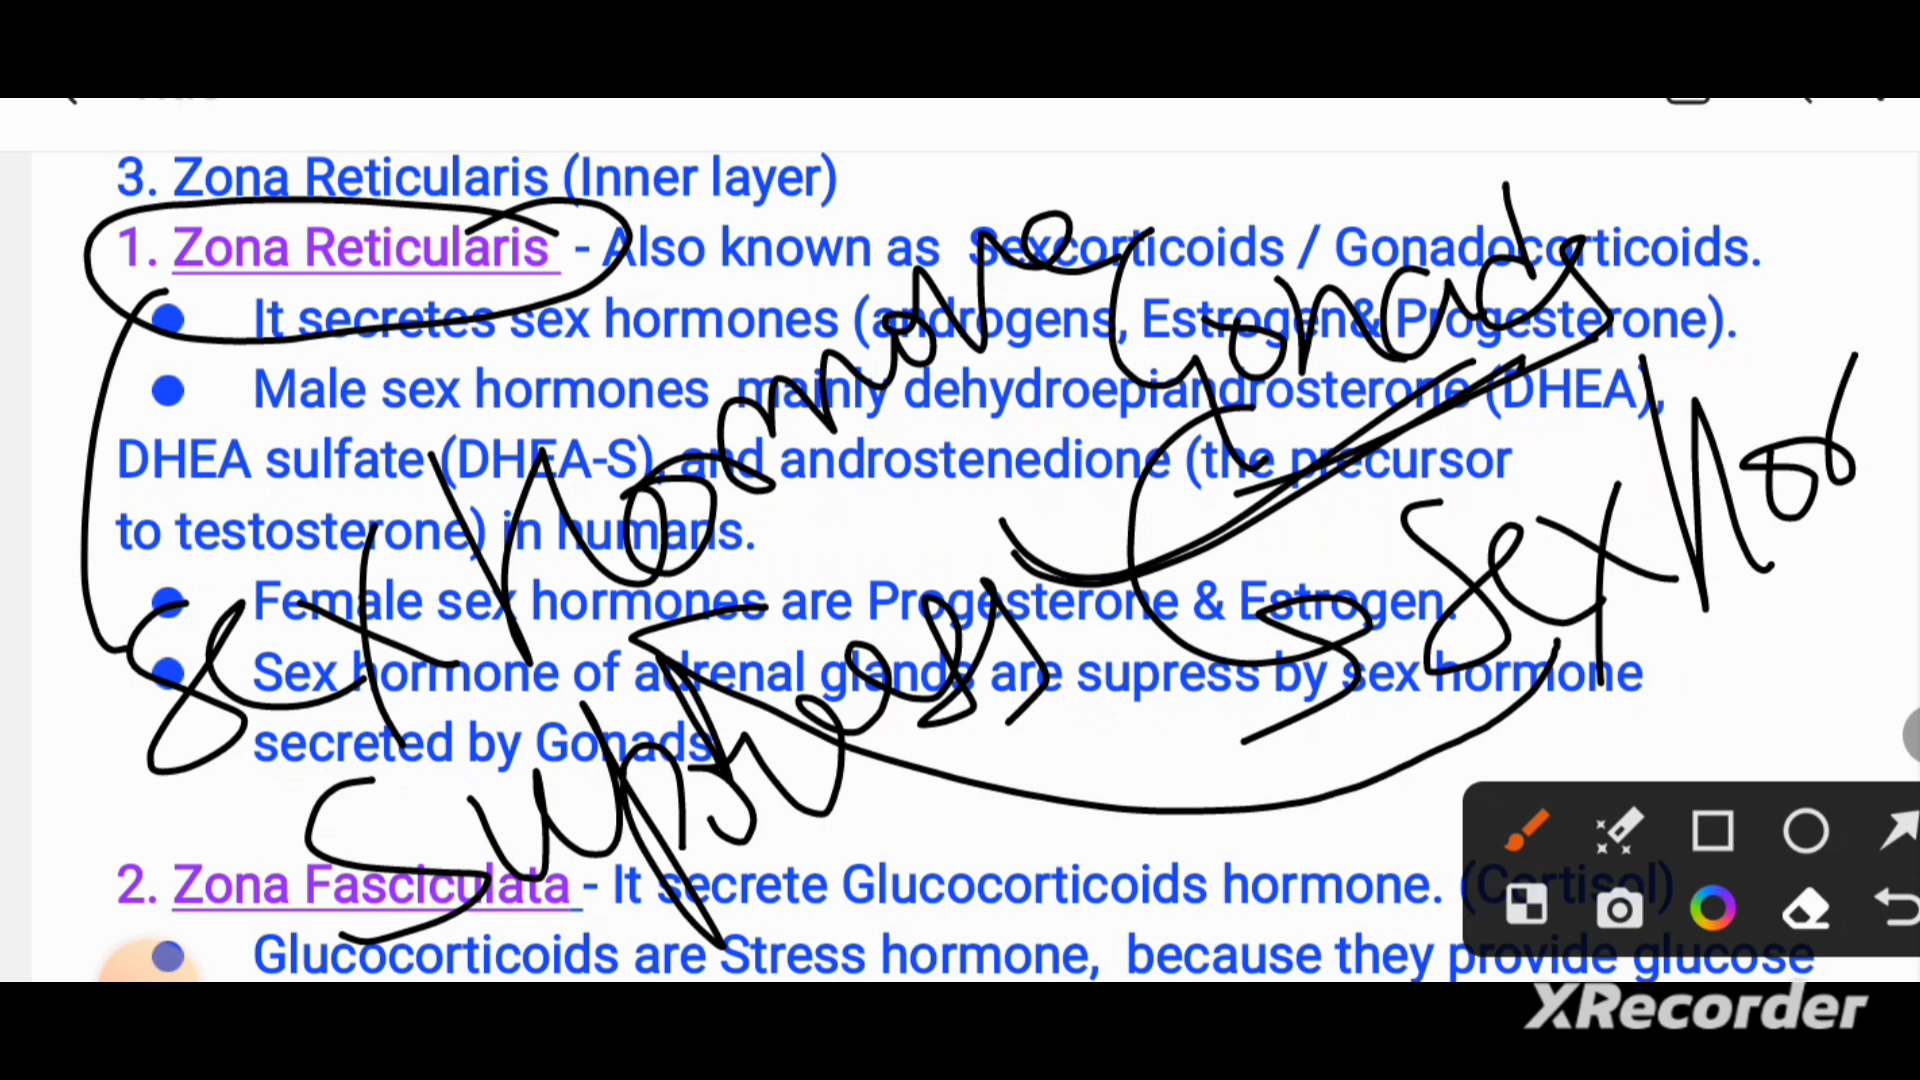 3. Zona Reticularis (Inner layer)
1. Zona Reticularis - Also known as Sexcorticoids / Gonadocorticoids.
It secretes sex hormones (androgens, Estrogen& Progesterone).
Male sex hormones mainly dehydroepiandrosterone (DHEA),
DHEA sulfate (DHEA-S), and androstenedione (the precursor
to testosterone) in humans.
Female sex hormones are Progesterone & Estrogen.
Sex hormone of adrenal glands are supress by sex hormone
secreted by Gonads
2. Zona Fasciculata - It secrete Glucocorticoids hormone. (Cortisol)
Glucocorticoids are Stress hormone, because they provide glucose
Sex Hormone
Gonads
Sex Hor
Supress
XRecorder